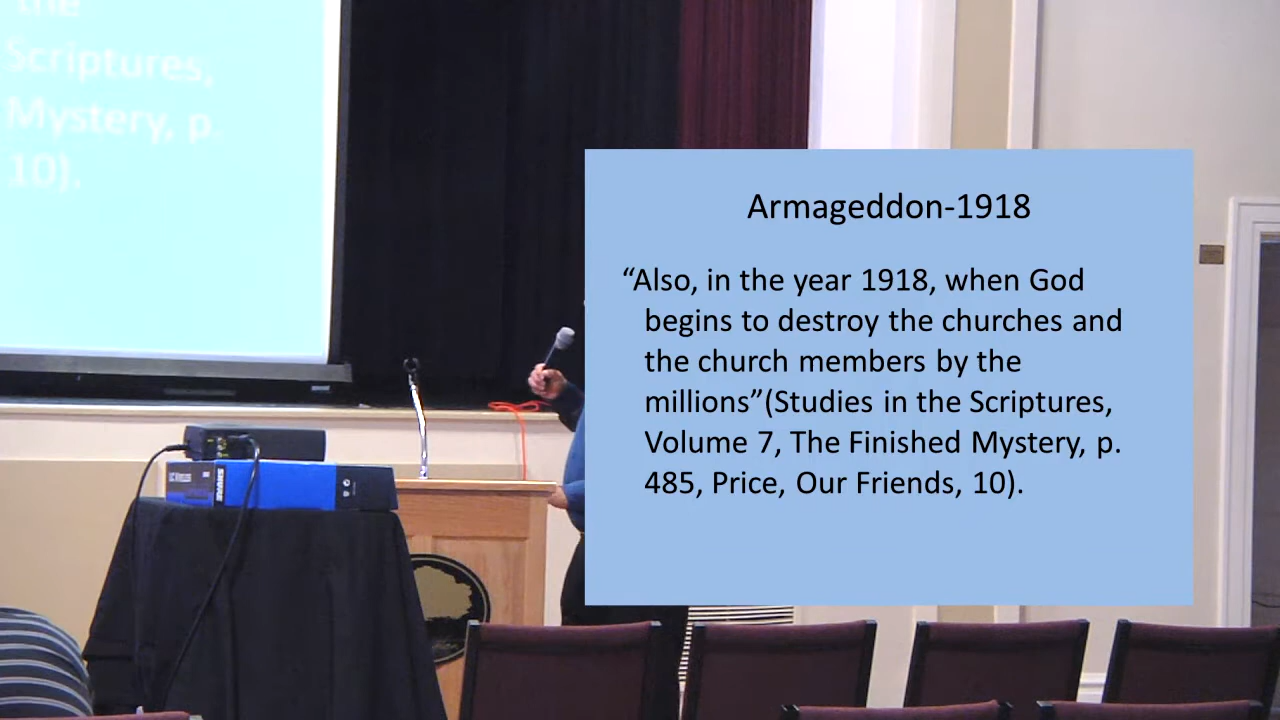 the
Scriptures,
Mystery, p.
10).
Armageddon-1918
“Also, in the year 1918, when God
begins to destroy the churches and
the church members by the
millions”(Studies in the Scriptures,
Volume 7, The Finished Mystery, p.
485, Price, Our Friends, 10).